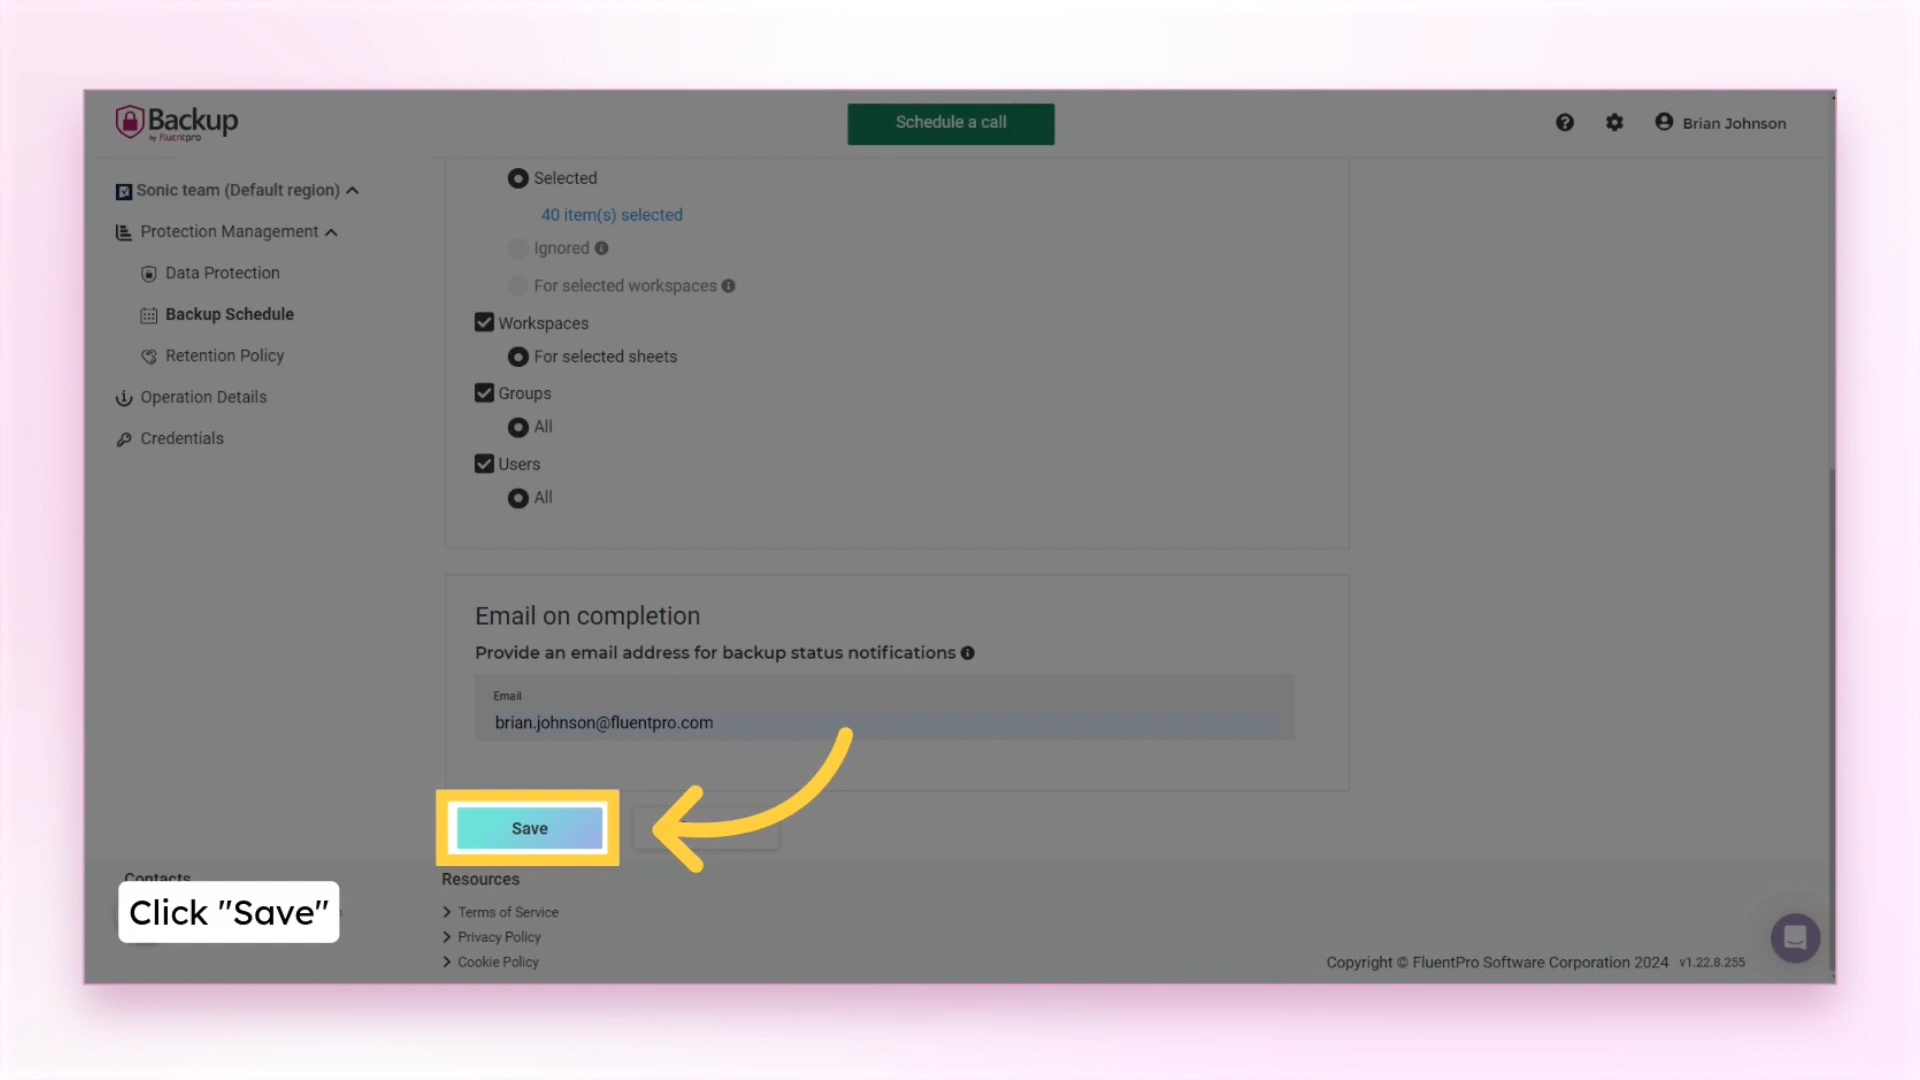 Backup
by fluentpro
Schedule a call
Brian Johnson
Sonic team (Default region)
Protection Management
Data Protection
Backup Schedule
Retention Policy
Operation Details
Credentials
Selected
40 item(s) selected
Ignored
For selected workspaces
Workspaces
For selected sheets
Groups
All
Users
All
Email on completion
Provide an email address for backup status notifications
Email
brian.johnson@fluentpro.com
Save
Contacts
Click "Save"
Resources
Terms of Service
Privacy Policy
Cookie Policy
Copyright © FluentPro Software Corporation 2024 v1.22.8.255